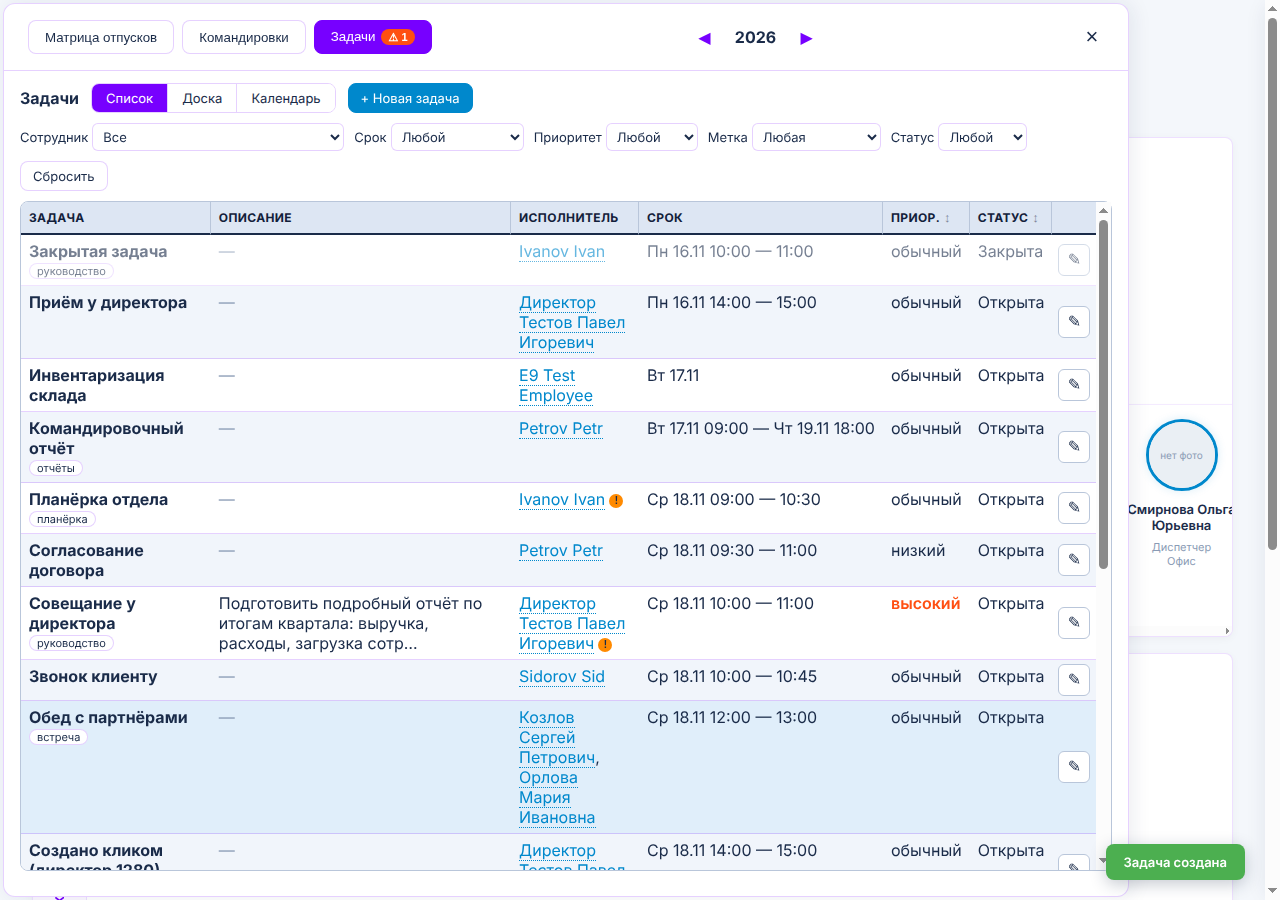 Матрица отпусков Командировки Задачи ⚠ 1 ◀ 2026 ▶ ×
Задачи Список Доска Календарь + Новая задача
Сотрудник Все Срок Любой Приоритет Любой Метка Любая Статус Любой
Сбросить
ЗАДАЧА ОПИСАНИЕ ИСПОЛНИТЕЛЬ СРОК ПРИОР. ↕ СТАТУС ↕
Закрытая задача — Ivanov Ivan Пн 16.11 10:00 — 11:00 обычный Закрыта
руководство
Приём у директора — Директор Пн 16.11 14:00 — 15:00 обычный Открыта
Тестов Павел
Игоревич
Инвентаризация — E9 Test Вт 17.11 обычный Открыта
склада Employee
Командировочный — Petrov Petr Вт 17.11 09:00 — Чт 19.11 18:00 обычный Открыта
отчёт
отчёты
Планёрка отдела — Ivanov Ivan ! Ср 18.11 09:00 — 10:30 обычный Открыта
планёрка
Согласование — Petrov Petr Ср 18.11 09:30 — 11:00 низкий Открыта
договора
Совещание у Подготовить подробный отчёт по Директор Ср 18.11 10:00 — 11:00 высокий Открыта
директора итогам квартала: выручка, Тестов Павел
руководство расходы, загрузка сотр... Игоревич !
Звонок клиенту — Sidorov Sid Ср 18.11 10:00 — 10:45 обычный Открыта
Обед с партнёрами — Козлов Ср 18.11 12:00 — 13:00 обычный Открыта
встреча Сергей
Петрович,
Орлова
Мария
Ивановна
Создано кликом — Директор Ср 18.11 14:00 — 15:00 обычный Открыта
(директор 1280) Тестов Павел
нет фото
Смирнова Ольга
Юрьевна
Диспетчер
Офис
Задача создана